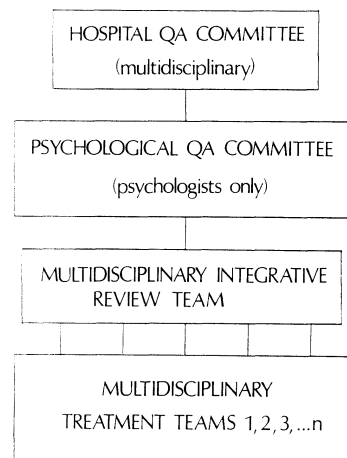 HOSPITAL QA COMMITTEE
(multidisciplinary)
PSYCHOLOGICAL QA COMMITTEE
(psychologists only)
MULTIDISCIPLINARY INTEGRATIVE
REVIEW TEAM
MULTIDISCIPLINARY
TREATMENT TEAMS 1, 2, 3, ...n